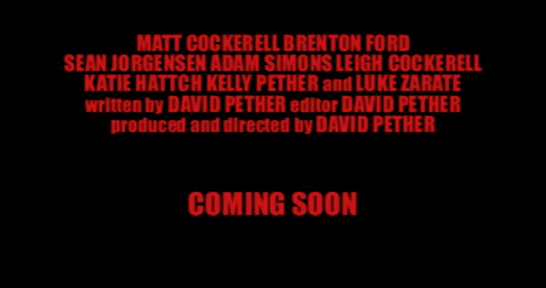 MATT COCKERELL BRENTON FORD
SEAN JORGENSEN ADAM SIMONS LEIGH COCKERELL
KATIE HATTCH KELLY PETHER and LUKE ZARATE
written by DAVID PETHER editor DAVID PETHER
produced and directed by DAVID PETHER
COMING SOON